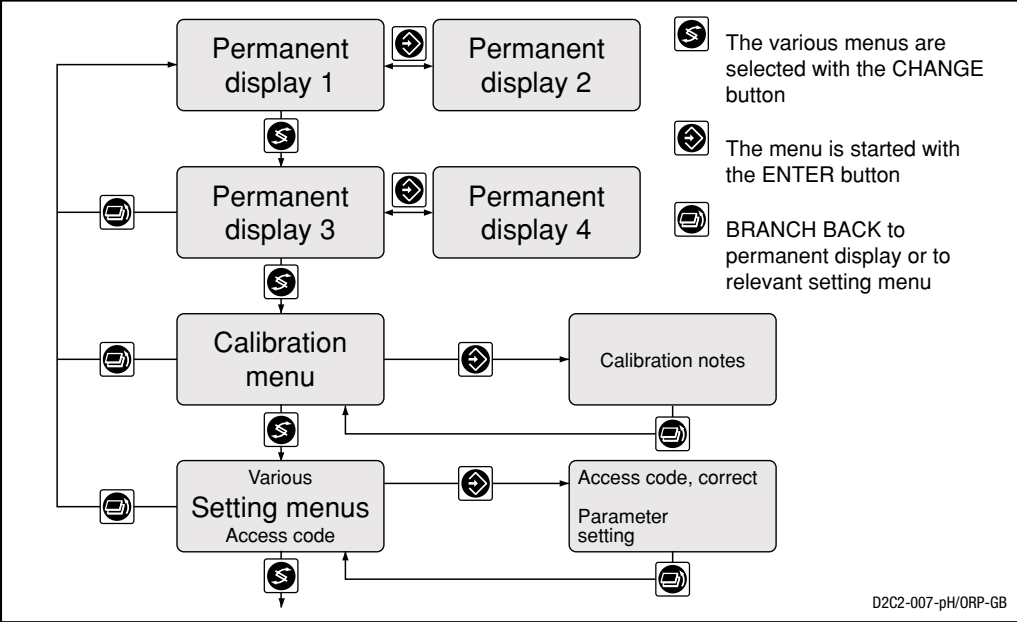 Permanent
display 1
Permanent
display 2
The various menus are
selected with the CHANGE
button
The menu is started with
the ENTER button
Permanent
display 3
Permanent
display 4
BRANCH BACK to
permanent display or to
relevant setting menu
Calibration
menu
Calibration notes
Various
Setting menus
Access code
Access code, correct
Parameter
setting
D2C2-007-pH/ORP-GB